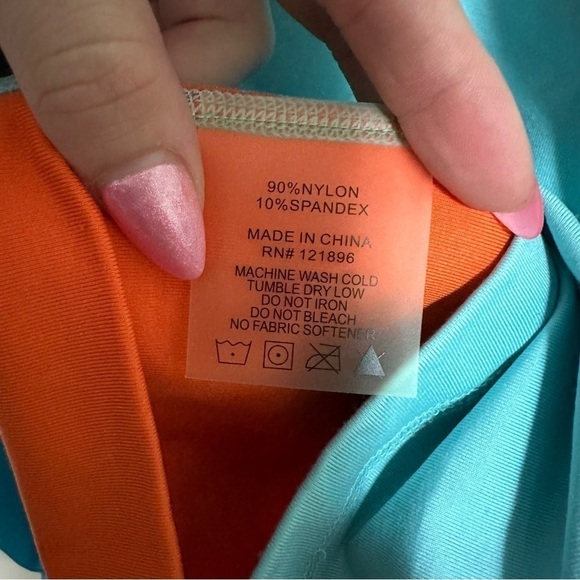 90%NYLON
10%SPANDEX
MADE IN CHINA
RN# 121896
MACHINE WASH COLD
TUMBLE DRY LOW
DO NOT IRON
DO NOT BLEACH
NO FABRIC SOFTENER